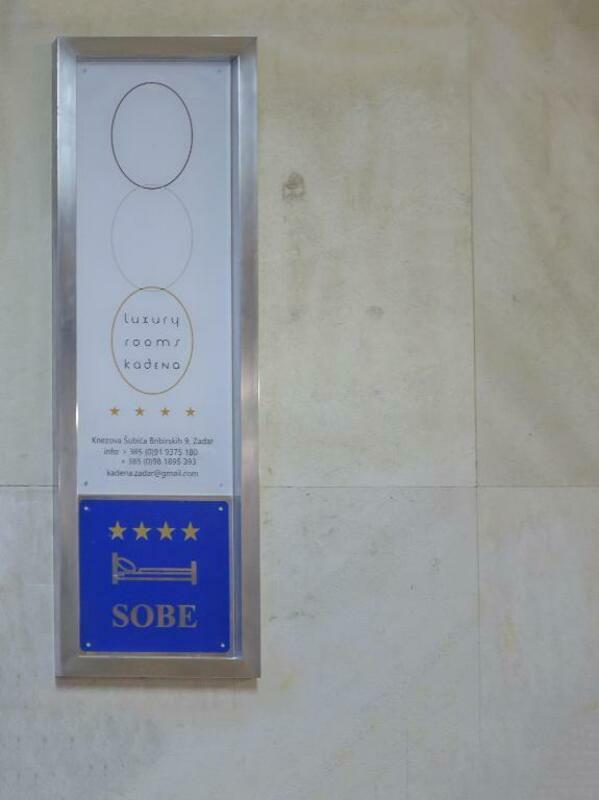 luxury
rooms
kadena
Knezova Šubića Bribirskih 9, Zadar
info: + 385 (0)91 9375 180
+ 385 (0)98 1895 393
kadena.zadar@gmail.com
SOBE